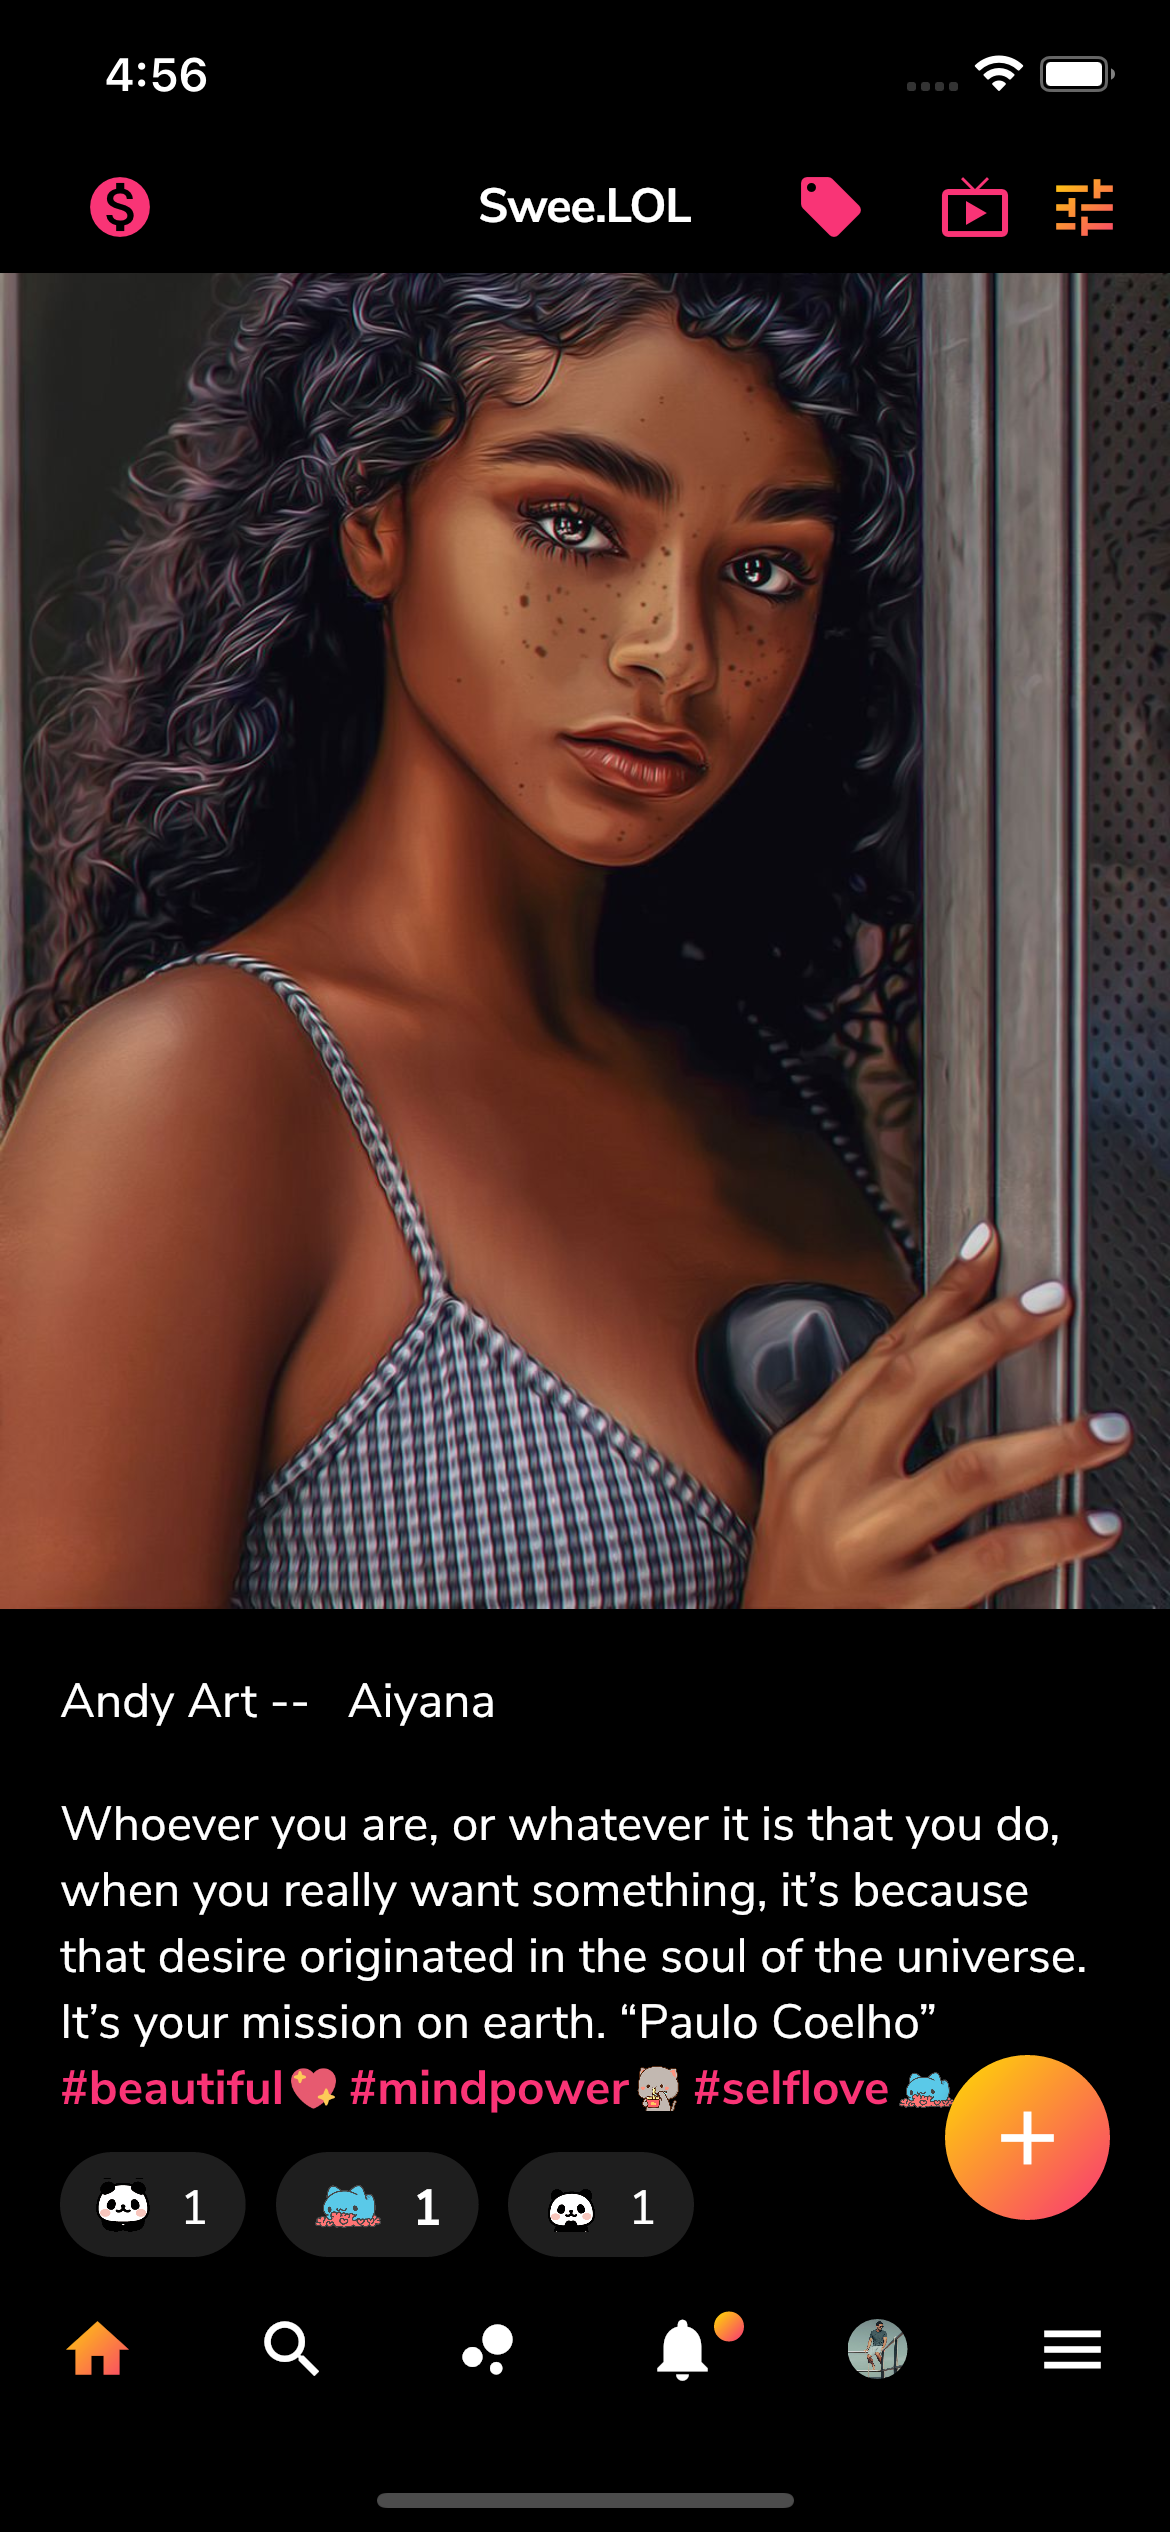 4:56
Swee.LOL
Andy Art -- Aiyana
Whoever you are, or whatever it is that you do,
when you really want something, it’s because
that desire originated in the soul of the universe.
It’s your mission on earth. “Paulo Coelho”
#beautiful💖 #mindpower #selflove
1 1 1